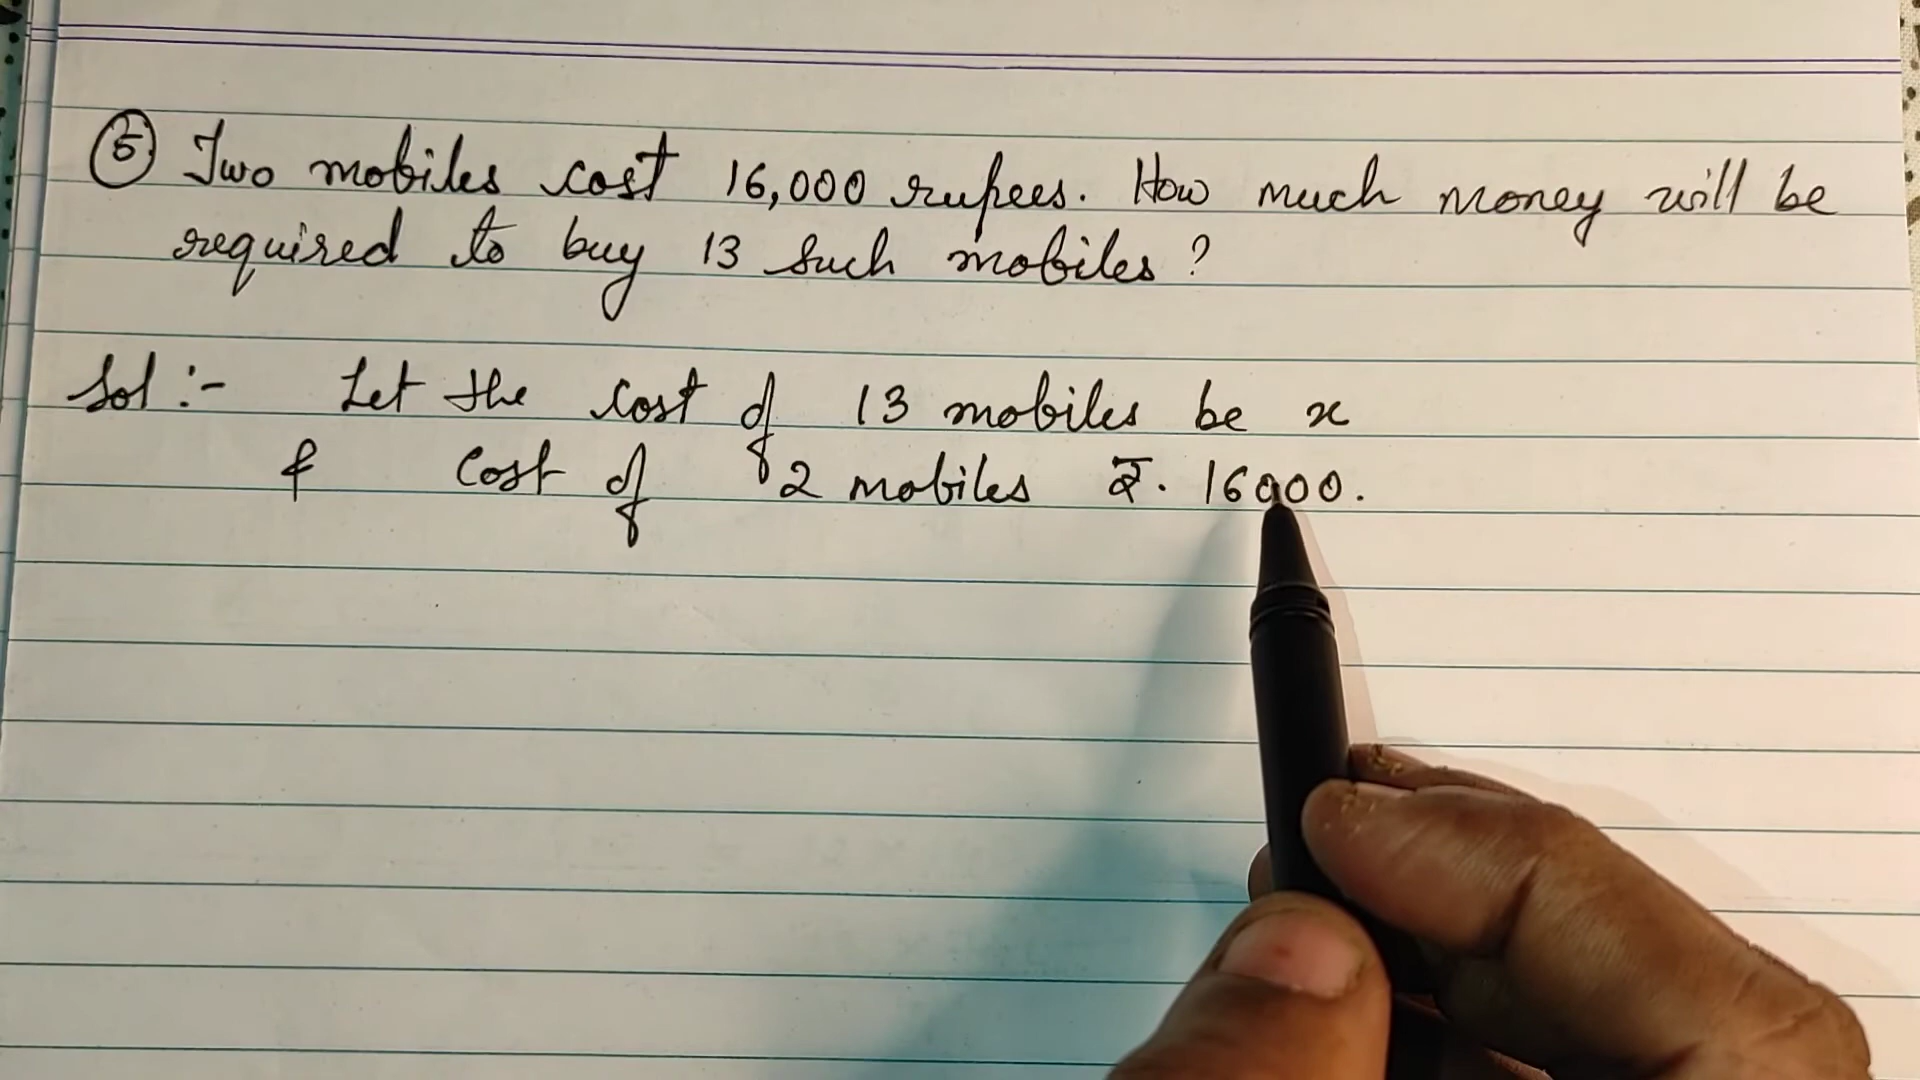 5 Two mobiles cost 16,000 rupees. How much money will be
required to buy 13 such mobiles?
Sol :- Let the cost of 13 mobiles be x
& cost of 2 mobiles ₹. 16000.